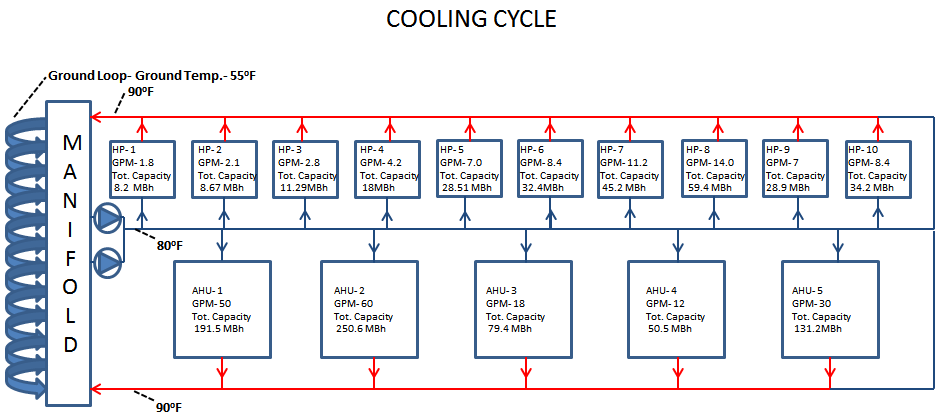 COOLING CYCLE
Ground Loop- Ground Temp.- 55ºF
90ºF
MANIFOLD
HP- 1
GPM- 1.8
Tot. Capacity
8.2 MBh
HP-2
GPM- 2.1
Tot. Capacity
8.67 MBh
HP-3
GPM- 2.8
Tot. Capacity
11.29MBh
HP-4
GPM- 4.2
Tot. Capacity
18MBh
HP-5
GPM- 7.0
Tot. Capacity
28.51 MBh
HP-6
GPM- 8.4
Tot. Capacity
32.4MBh
HP-7
GPM- 11.2
Tot. Capacity
45.2 MBh
HP- 8
GPM- 14.0
Tot. Capacity
59.4 MBh
HP-9
GPM- 7
Tot. Capacity
28.9 MBh
HP-10
GPM- 8.4
Tot. Capacity
34.2 MBh
80ºF
AHU- 1
GPM-50
Tot. Capacity
191.5 MBh
AHU- 2
GPM- 60
Tot. Capacity
250.6 MBh
AHU- 3
GPM- 18
Tot. Capacity
79.4 MBh
AHU- 4
GPM- 12
Tot. Capacity
50.5 MBh
AHU- 5
GPM- 30
Tot. Capacity
131.2MBh
90ºF